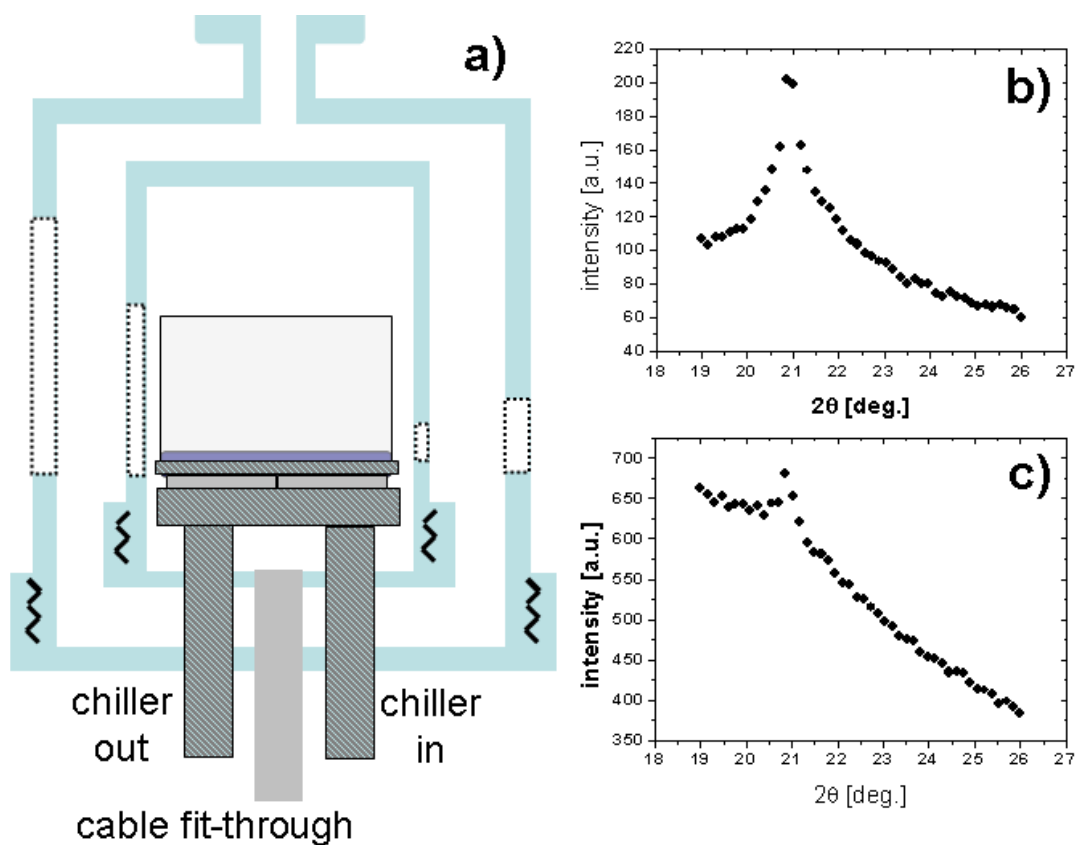 a)
chiller
out
chiller
in
cable fit-through
b)
220
200
180
160
140
120
100
80
60
40
intensity [a.u.]
18 19 20 21 22 23 24 25 26 27
2θ [deg.]
c)
700
650
600
550
500
450
400
350
intensity [a.u.]
18 19 20 21 22 23 24 25 26 27
2θ [deg.]